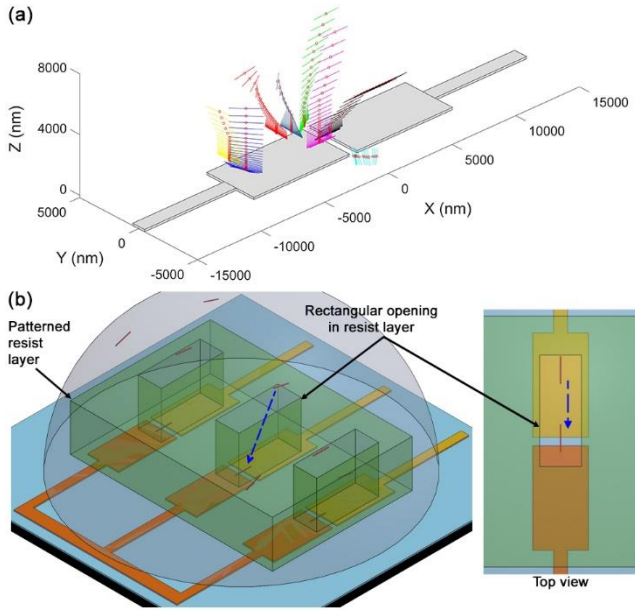 (a)
8000
4000
0
Z (nm)
5000
0
-5000
Y (nm)
15000
10000
5000
0
-5000
-10000
-15000
X (nm)
(b)
Patterned
resist
layer
Rectangular opening
in resist layer
Top view